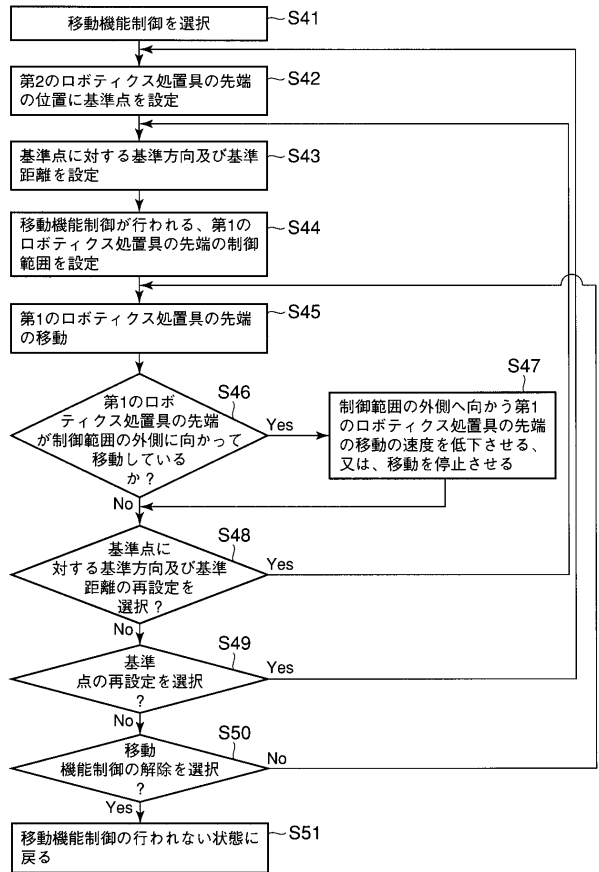 移動機能制御を選択
S41
第2のロボティクス処置具の先端
の位置に基準点を設定
S42
基準点に対する基準方向及び基準
距離を設定
S43
移動機能制御が行われる、第1の
ロボティクス処置具の先端の制御
範囲を設定
S44
第1のロボティクス処置具の先端
の移動
S45
第1のロボ
ティクス処置具の先端
が制御範囲の外側に向かって
移動している
か？
S46
Yes
No
S47
制御範囲の外側へ向かう第1
のロボティクス処置具の先端
の移動の速度を低下させる、
又は、移動を停止させる
基準点に
対する基準方向及び基準
距離の再設定を
選択？
S48
Yes
No
基準
点の再設定を選択
？
S49
Yes
No
移動
機能制御の解除を選択
？
S50
No
Yes
移動機能制御の行われない状態に
戻る
S51